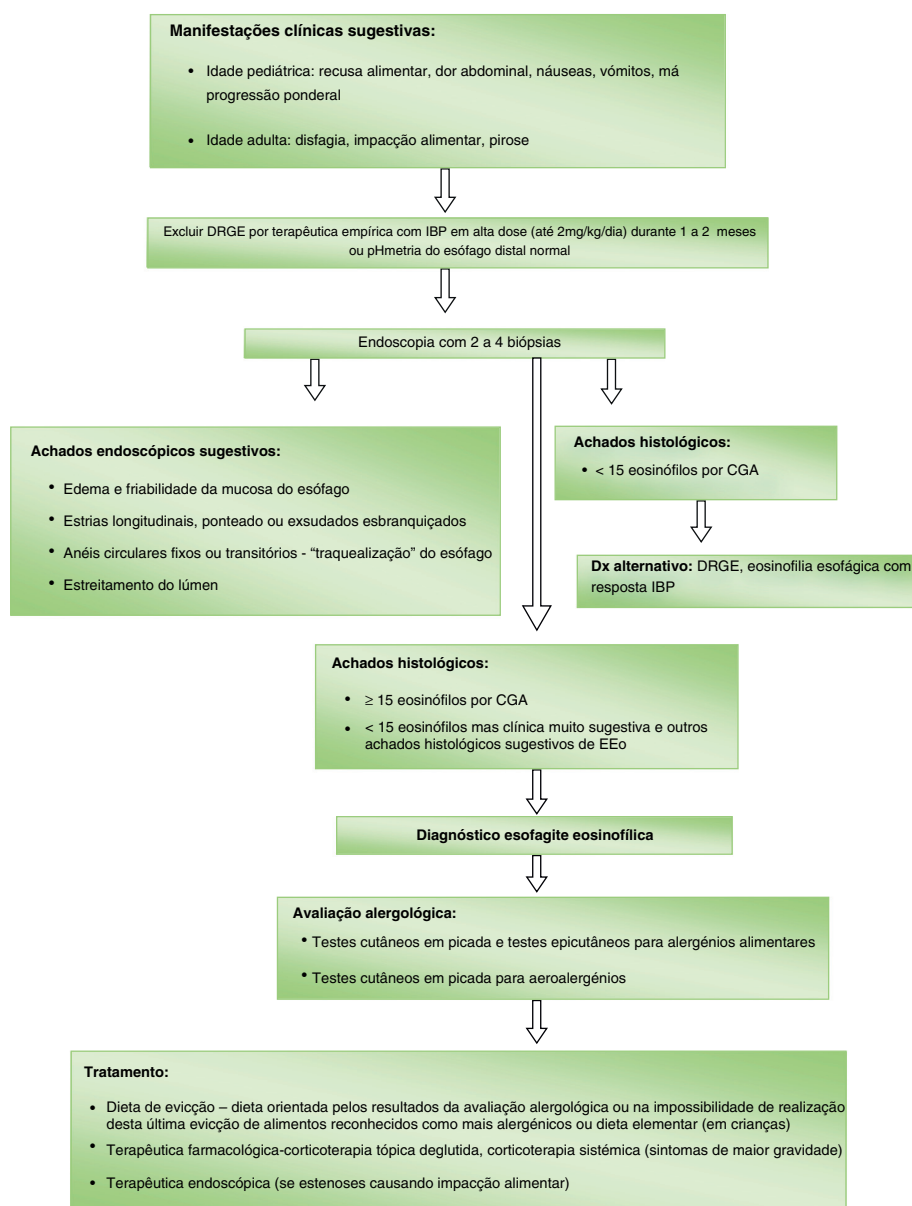 Manifestações clínicas sugestivas:
• Idade pediátrica: recusa alimentar, dor abdominal, náuseas, vómitos, má
progressão ponderal
• Idade adulta: disfagia, impacção alimentar, pirose
Excluir DRGE por terapêutica empírica com IBP em alta dose (até 2mg/kg/dia) durante 1 a 2 meses
ou pHmetria do esófago distal normal
Endoscopia com 2 a 4 biópsias
Achados endoscópicos sugestivos:
• Edema e friabilidade da mucosa do esófago
• Estrias longitudinais, ponteado ou exsudados esbranquiçados
• Anéis circulares fixos ou transitórios - “traquealização” do esófago
• Estreitamento do lúmen
Achados histológicos:
• < 15 eosinófilos por CGA
Dx alternativo: DRGE, eosinofilia esofágica com
resposta IBP
Achados histológicos:
• ≥ 15 eosinófilos por CGA
• < 15 eosinófilos mas clínica muito sugestiva e outros
achados histológicos sugestivos de EEo
Diagnóstico esofagite eosinofílica
Avaliação alergológica:
• Testes cutâneos em picada e testes epicutâneos para alergénios alimentares
• Testes cutâneos em picada para aeroalergénios
Tratamento:
• Dieta de evicção – dieta orientada pelos resultados da avaliação alergológica ou na impossibilidade de realização
desta última evicção de alimentos reconhecidos como mais alergénicos ou dieta elementar (em crianças)
• Terapêutica farmacológica-corticoterapia tópica deglutida, corticoterapia sistémica (sintomas de maior gravidade)
• Terapêutica endoscópica (se estenoses causando impacção alimentar)